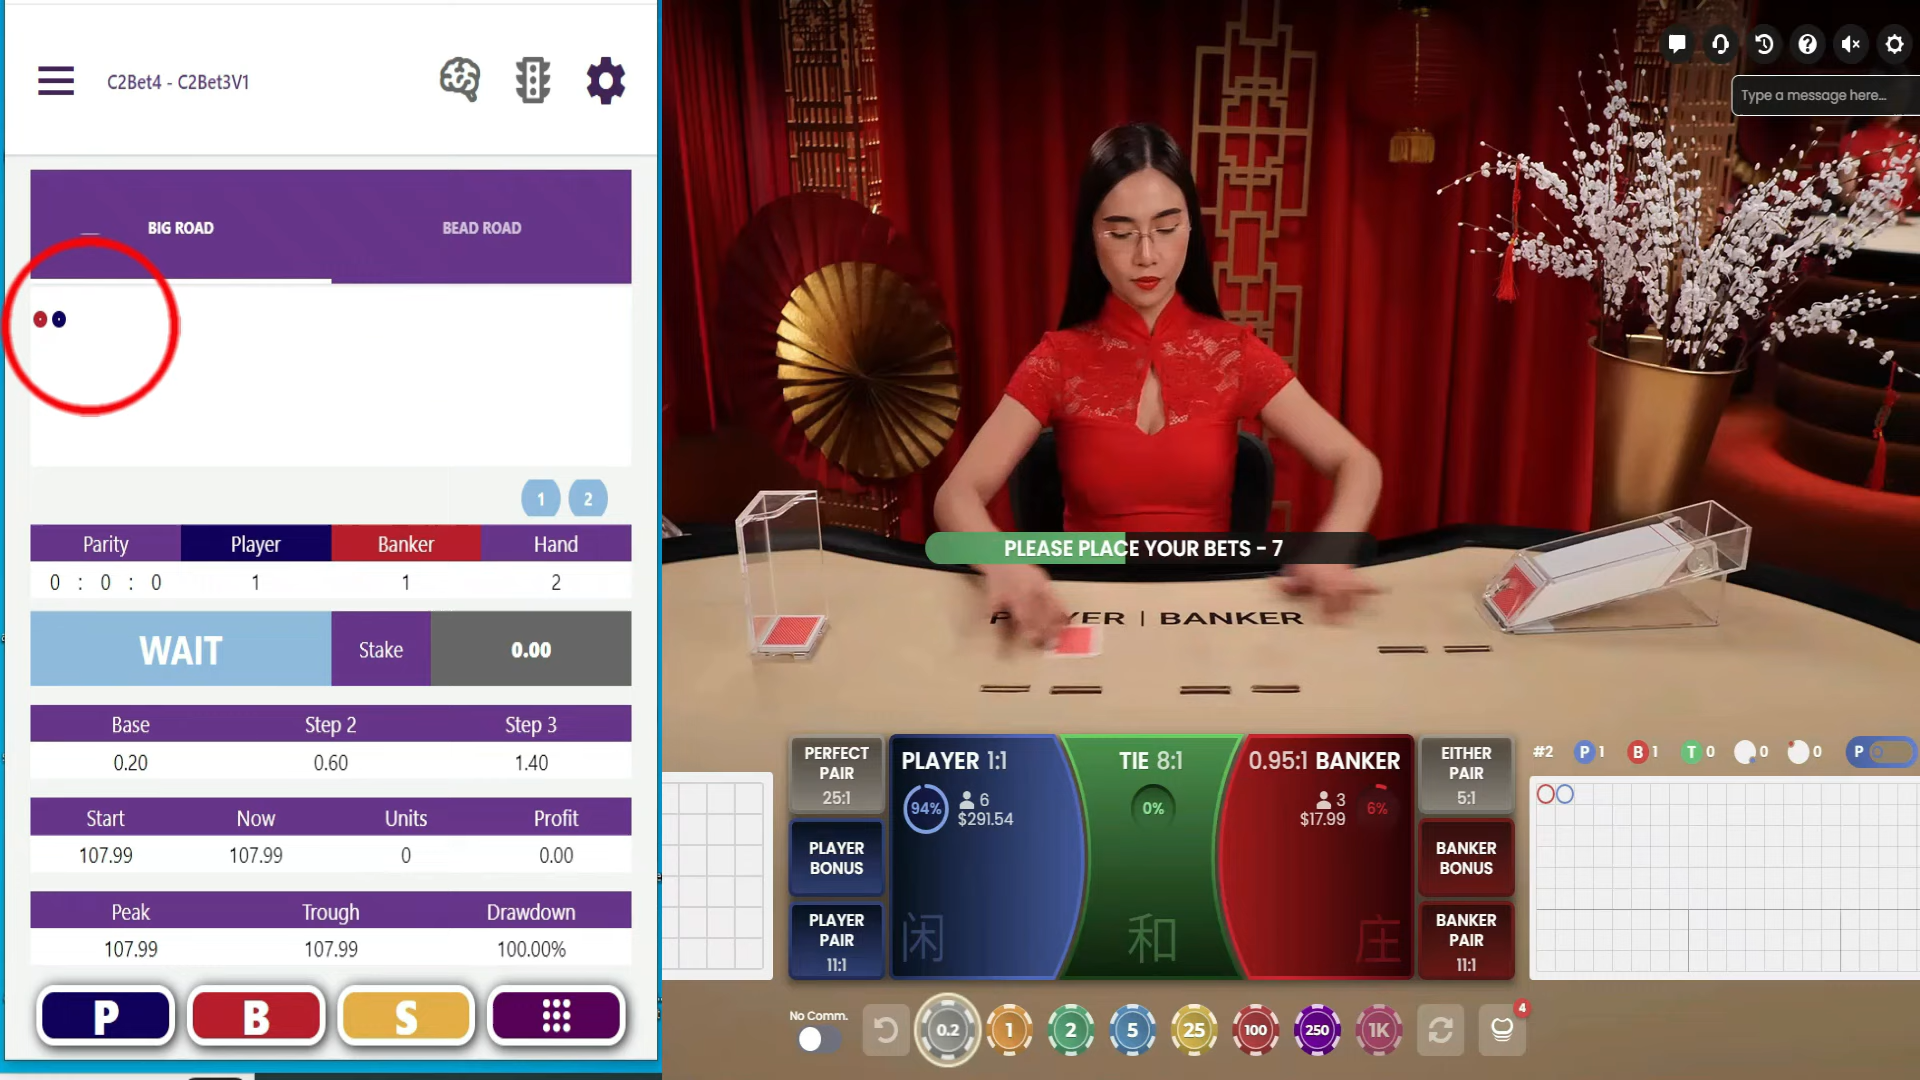 C2Bet4 - C2Bet3V1
BIG ROAD
BEAD ROAD
1 2
Parity Player Banker Hand
0 : 0 : 0 1 1 2
WAIT Stake 0.00
Base Step 2 Step 3
0.20 0.60 1.40
Start Now Units Profit
107.99 107.99 0 0.00
Peak Trough Drawdown
107.99 107.99 100.00%
P B S
Type a message here...
PLEASE PLACE YOUR BETS - 7
BANKER
PERFECT
PAIR
25:1
PLAYER
BONUS
PLAYER
PAIR
11:1
PLAYER 1:1
94% 6
$291.54
闲
TIE 8:1
0%
和
0.95:1 BANKER
3
$17.99 6%
庄
EITHER
PAIR
5:1
BANKER
BONUS
BANKER
PAIR
11:1
#2 P 1 B 1 T 0 0 0 P
No Comm.
0.2 1 2 5 25 100 250 1K
4